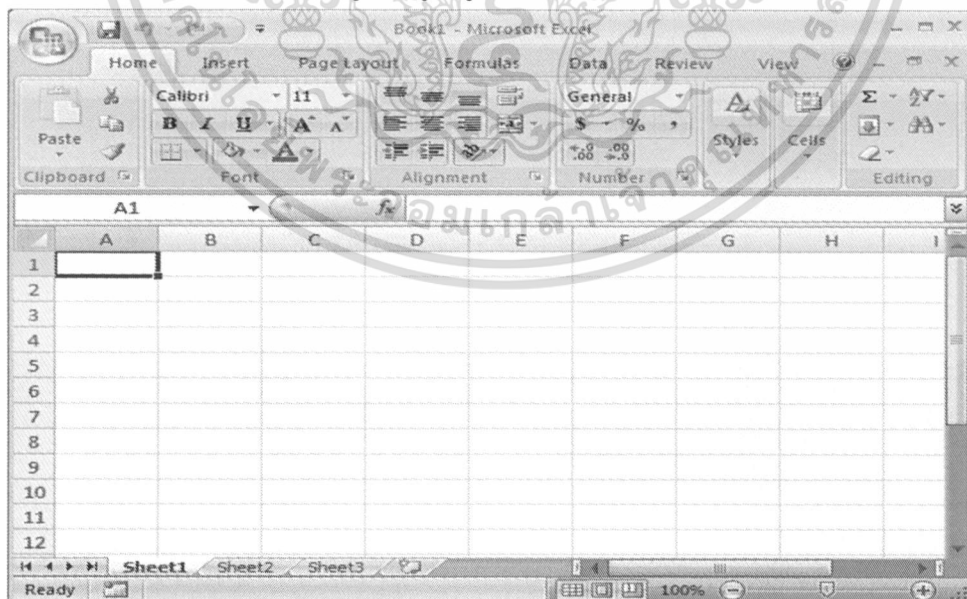 Book1 - Microsoft Excel
Home Insert Page Layout Formulas Data Review View
Calibri 11 General
B I U A A $ % ,
Paste Styles Cells
Clipboard Font Alignment Number Editing
A1 fx
A B C D E F G H I
1
2
3
4
5
6
7
8
9
10
11
12
Sheet1 Sheet2 Sheet3
Ready 100%